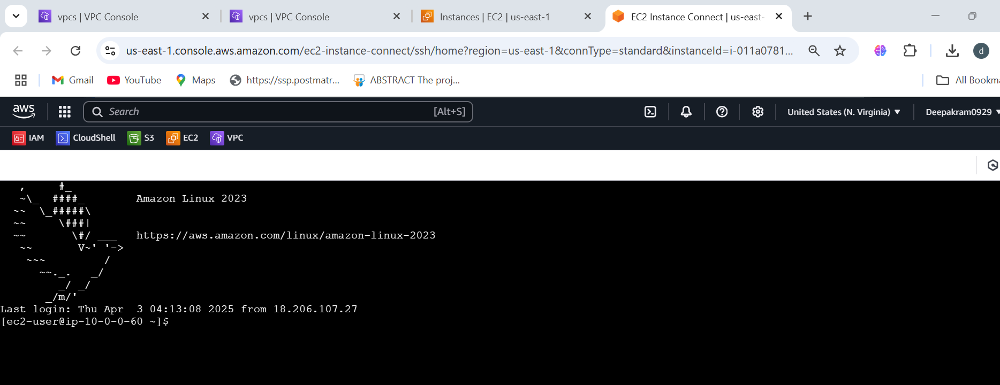 vpcs | VPC Console
vpcs | VPC Console
Instances | EC2 | us-east-1
EC2 Instance Connect | us-east-
us-east-1.console.aws.amazon.com/ec2-instance-connect/ssh/home?region=us-east-1&connType=standard&instanceId=i-011a0781...
d
Gmail
YouTube
Maps
https://ssp.postmatr...
ABSTRACT The proj...
All Bookma
aws
Search
[Alt+S]
United States (N. Virginia)
Deepakram0929
IAM
CloudShell
S3
EC2
VPC
   ,     #_
   ~\_  ####_        Amazon Linux 2023
  ~~  \_#####\
  ~~     \###|
  ~~       \#/ ___   https://aws.amazon.com/linux/amazon-linux-2023
   ~~       V~' '->
    ~~~         /
      ~~._.   _/
         _/ _/
       _/m/'
Last login: Thu Apr  3 04:13:08 2025 from 18.206.107.27
[ec2-user@ip-10-0-0-60 ~]$